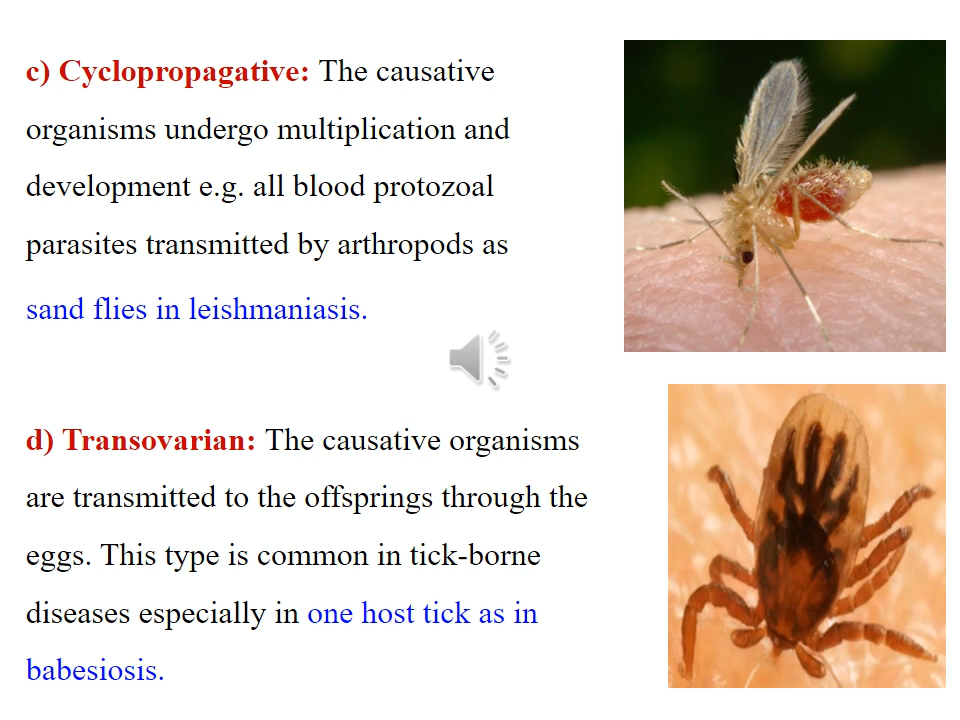 c) Cyclopropagative: The causative
organisms undergo multiplication and
development e.g. all blood protozoal
parasites transmitted by arthropods as
sand flies in leishmaniasis.
d) Transovarian: The causative organisms
are transmitted to the offsprings through the
eggs. This type is common in tick-borne
diseases especially in one host tick as in
babesiosis.